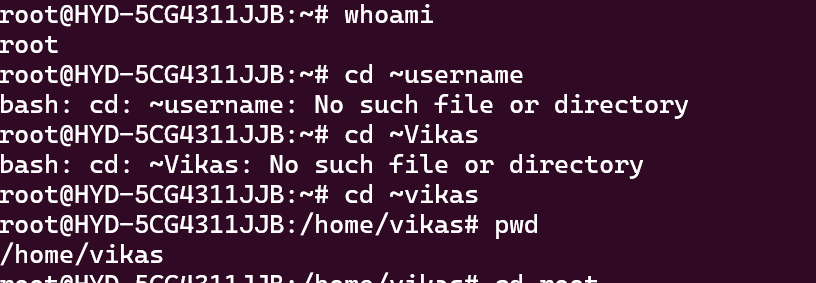 root@HYD-5CG4311JJB:~# whoami
root
root@HYD-5CG4311JJB:~# cd ~username
bash: cd: ~username: No such file or directory
root@HYD-5CG4311JJB:~# cd ~Vikas
bash: cd: ~Vikas: No such file or directory
root@HYD-5CG4311JJB:~# cd ~vikas
root@HYD-5CG4311JJB:/home/vikas# pwd
/home/vikas
root@HYD-5CG4311JJB:/home/vikas# cd root